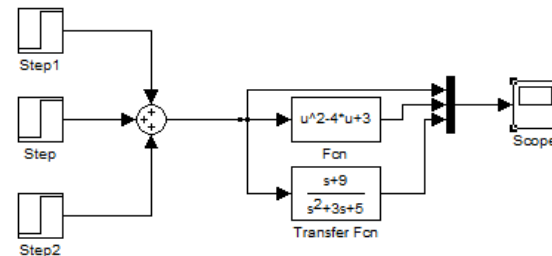 Step1
Step
Step2
+
+
+
u^2-4*u+3
Fcn
s+9
s²+3s+5
Transfer Fcn
Scope